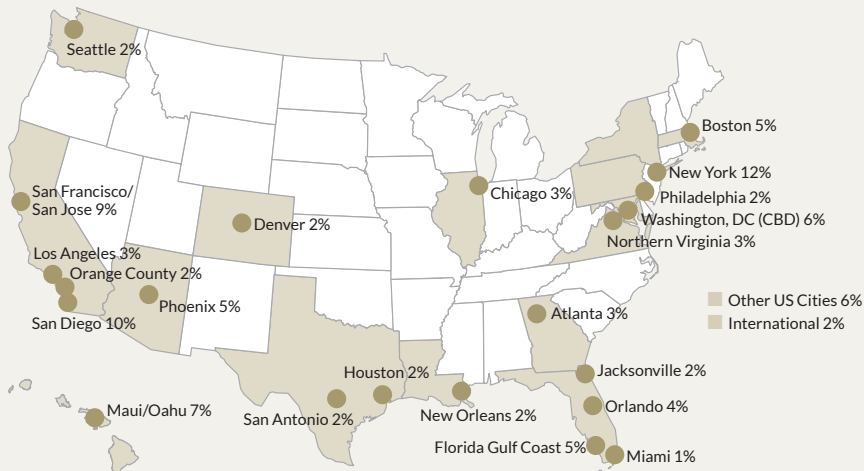 Seattle 2%
Boston 5%
New York 12%
Chicago 3%
San Francisco/
San Jose 9%
Philadelphia 2%
Washington, DC (CBD) 6%
Denver 2%
Northern Virginia 3%
Los Angeles 3%
Orange County 2%
Phoenix 5%
San Diego 10%
Other US Cities 6%
International 2%
Atlanta 3%
Houston 2%
Jacksonville 2%
Maui/Oahu 7%
San Antonio 2%
New Orleans 2%
Orlando 4%
Florida Gulf Coast 5%
Miami 1%